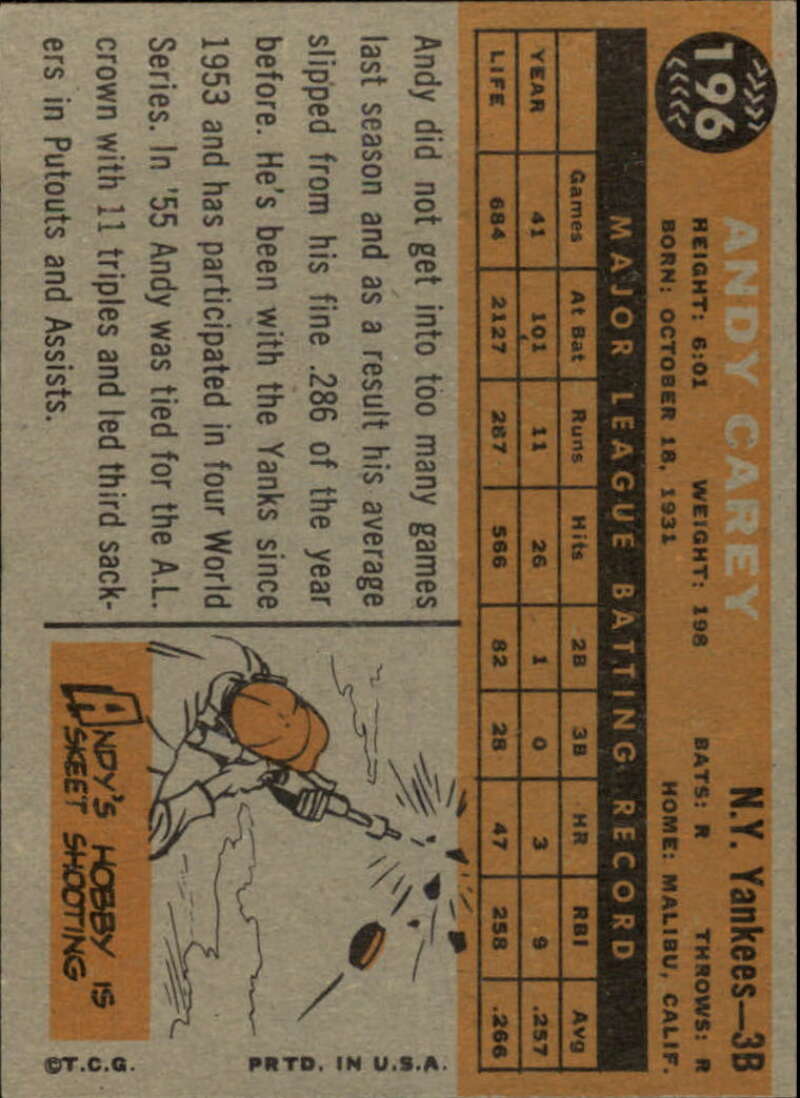 196
ANDY CAREY N.Y. Yankees—3B
HEIGHT: 6:01 WEIGHT: 198 BATS: R THROWS: R
BORN: OCTOBER 18, 1931 HOME: MALIBU, CALIF.
MAJOR LEAGUE BATTING RECORD
Games At Bat Runs Hits 2B 3B HR RBI Avg
YEAR 41 101 11 26 1 0 3 9 .257
LIFE 684 2127 287 566 82 28 47 258 .266
Andy did not get into too many games
last season and as a result his average
slipped from his fine .286 of the year
before. He's been with the Yanks since
1953 and has participated in four World
Series. In '55 Andy was tied for the A.L.
crown with 11 triples and led third sack-
ers in Putouts and Assists.
ANDY'S HOBBY IS
SKEET SHOOTING
©T.C.G. PRTD. IN U.S.A.